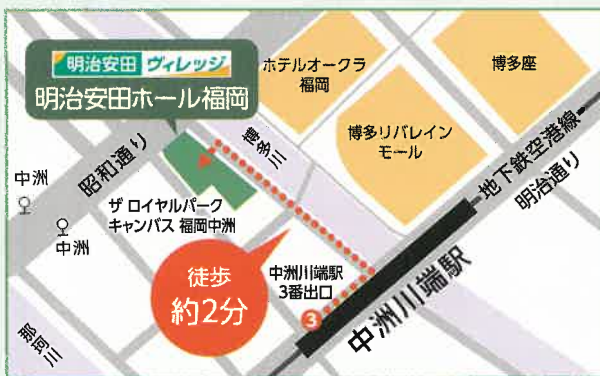 明治安田 ヴィレッジ
明治安田ホール福岡
ホテルオークラ
福岡
博多座
博多リバレイン
モール
博多川
昭和通り
中洲
中洲
ザ ロイヤルパーク
キャンバス 福岡中洲
地下鉄空港線
明治通り
徒歩
約2分
中洲川端駅
3番出口
3
中洲川端駅
那珂川